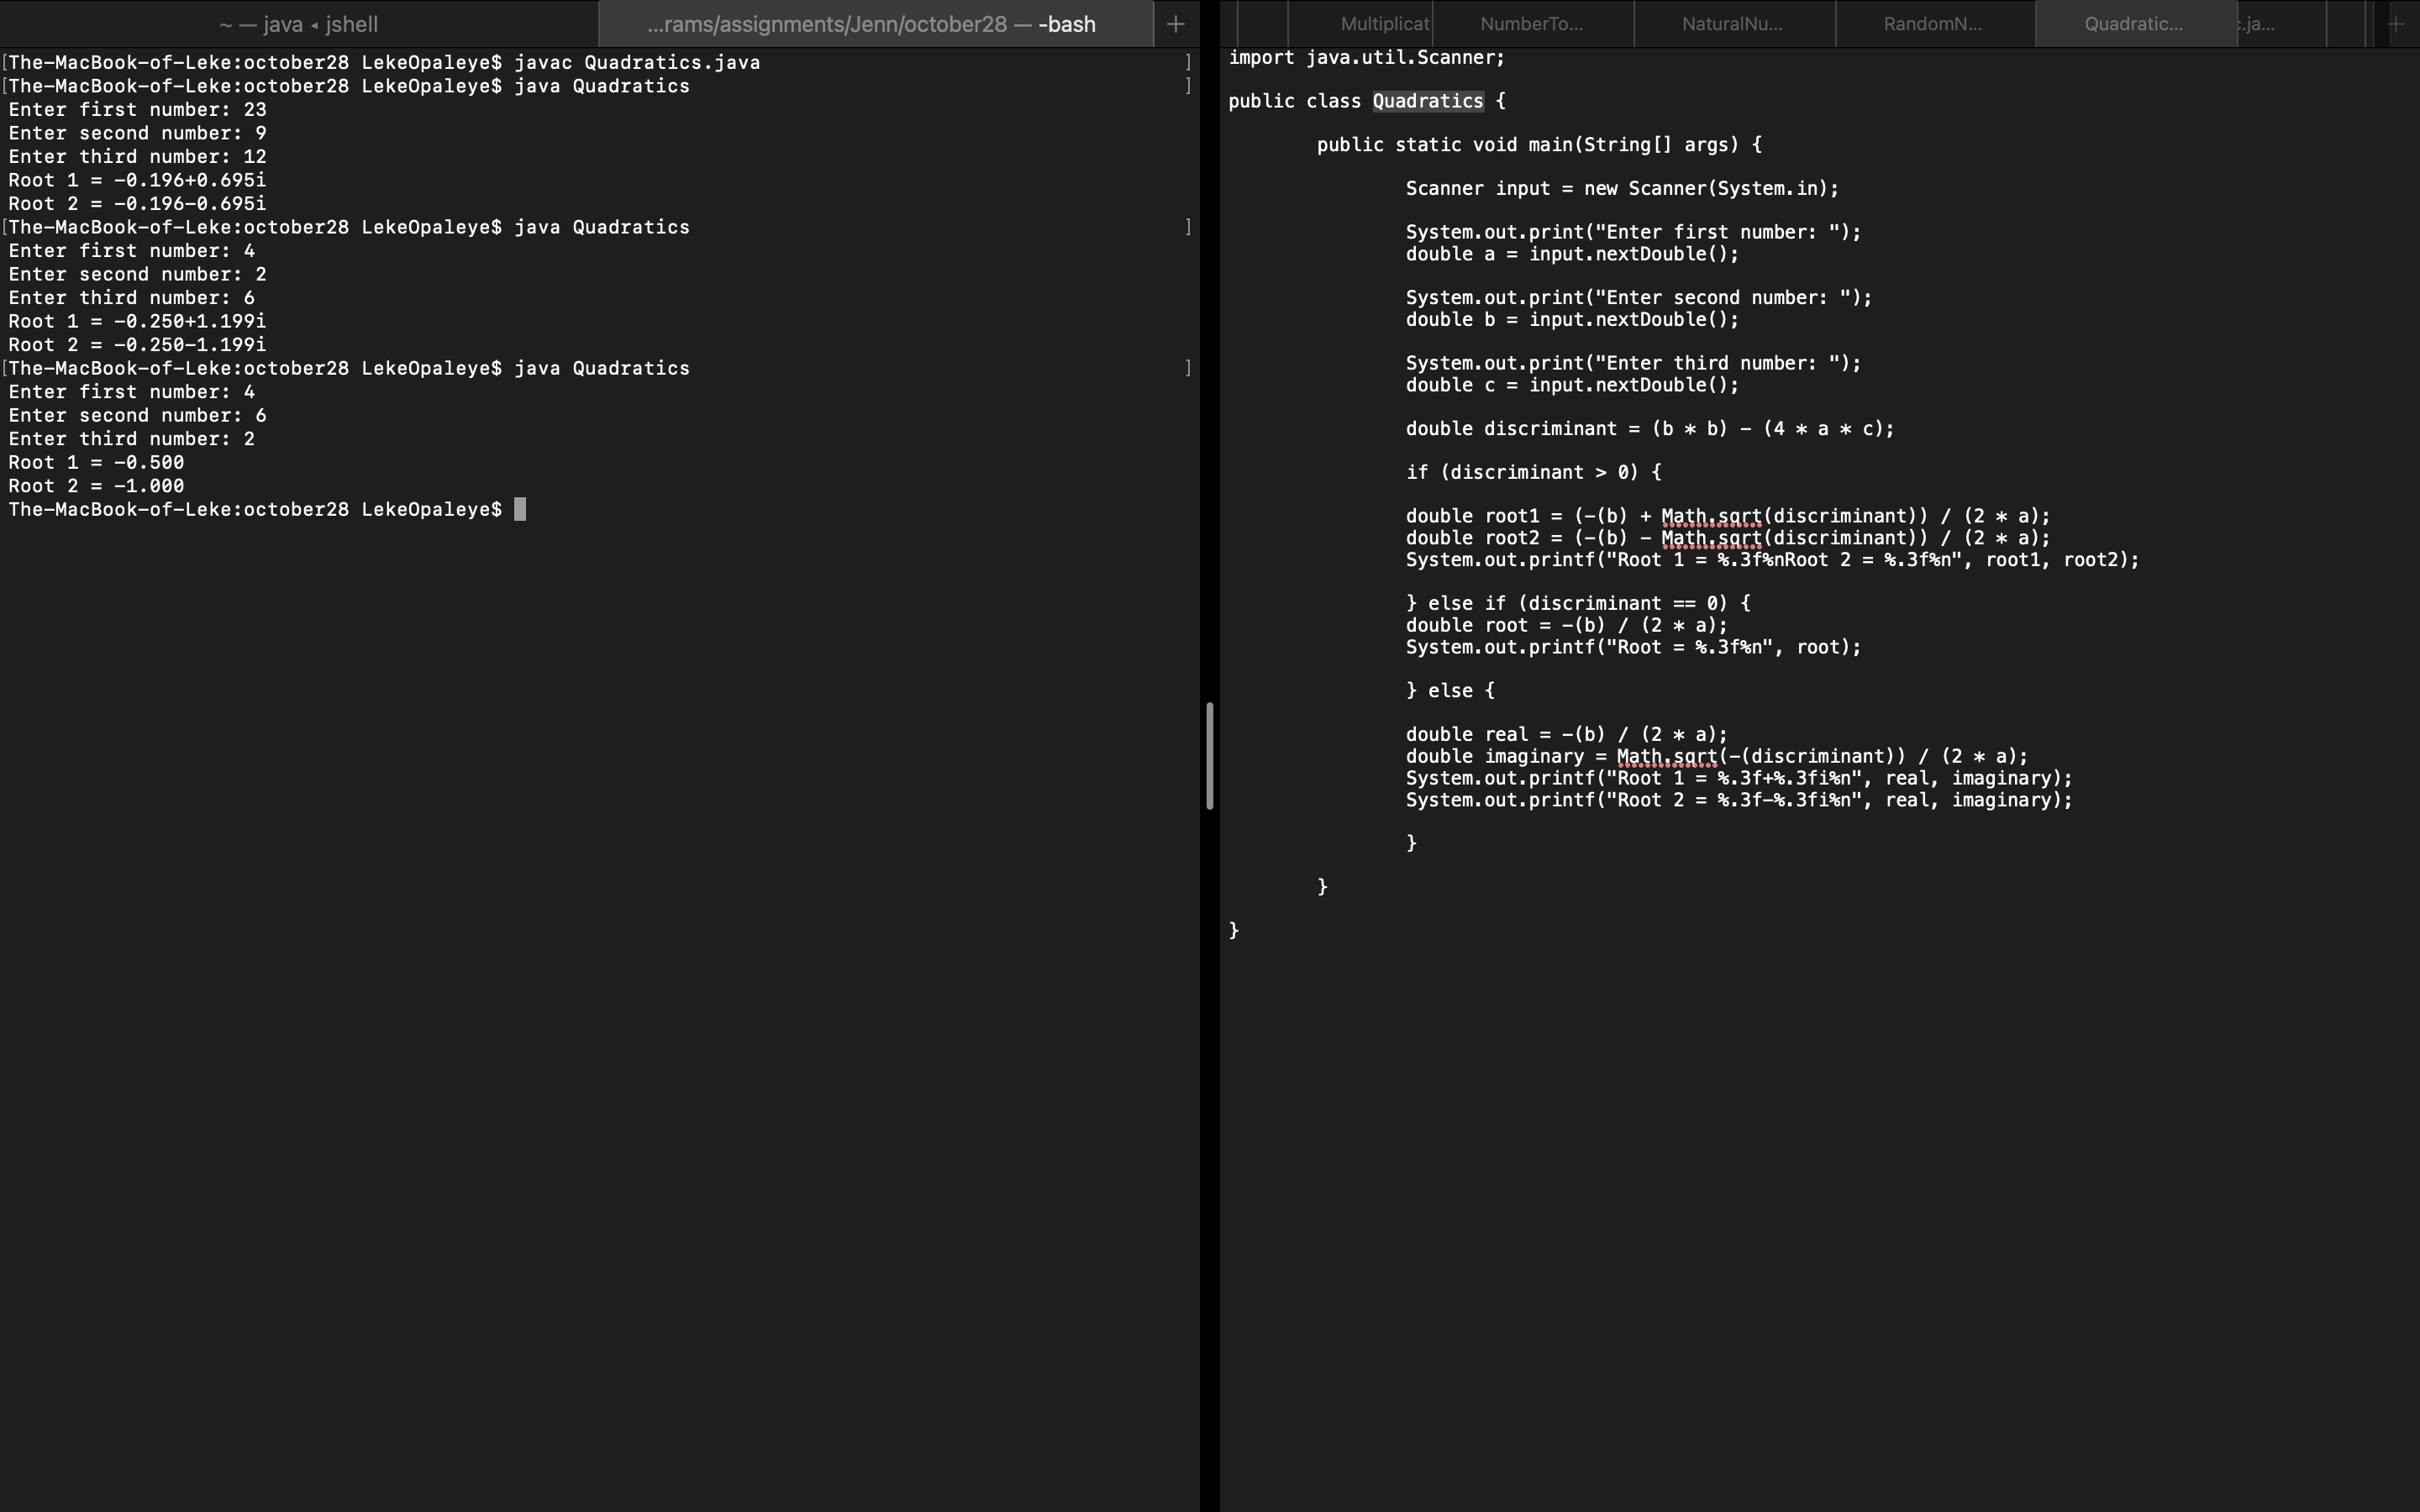 ~ — java ◂ jshell
...rams/assignments/Jenn/october28 — -bash
+
[The-MacBook-of-Leke:october28 LekeOpaleye$ javac Quadratics.java ]
[The-MacBook-of-Leke:october28 LekeOpaleye$ java Quadratics ]
Enter first number: 23
Enter second number: 9
Enter third number: 12
Root 1 = -0.196+0.695i
Root 2 = -0.196-0.695i
[The-MacBook-of-Leke:october28 LekeOpaleye$ java Quadratics ]
Enter first number: 4
Enter second number: 2
Enter third number: 6
Root 1 = -0.250+1.199i
Root 2 = -0.250-1.199i
[The-MacBook-of-Leke:october28 LekeOpaleye$ java Quadratics ]
Enter first number: 4
Enter second number: 6
Enter third number: 2
Root 1 = -0.500
Root 2 = -1.000
The-MacBook-of-Leke:october28 LekeOpaleye$
Multiplicat
NumberTo...
NaturalNu...
RandomN...
Quadratic...
.ja...
+
import java.util.Scanner;
public class Quadratics {
public static void main(String[] args) {
Scanner input = new Scanner(System.in);
System.out.print("Enter first number: ");
double a = input.nextDouble();
System.out.print("Enter second number: ");
double b = input.nextDouble();
System.out.print("Enter third number: ");
double c = input.nextDouble();
double discriminant = (b * b) - (4 * a * c);
if (discriminant > 0) {
double root1 = (-(b) + Math.sqrt(discriminant)) / (2 * a);
double root2 = (-(b) - Math.sqrt(discriminant)) / (2 * a);
System.out.printf("Root 1 = %.3f%nRoot 2 = %.3f%n", root1, root2);
} else if (discriminant == 0) {
double root = -(b) / (2 * a);
System.out.printf("Root = %.3f%n", root);
} else {
double real = -(b) / (2 * a);
double imaginary = Math.sqrt(-(discriminant)) / (2 * a);
System.out.printf("Root 1 = %.3f+%.3fi%n", real, imaginary);
System.out.printf("Root 2 = %.3f-%.3fi%n", real, imaginary);
}
}
}